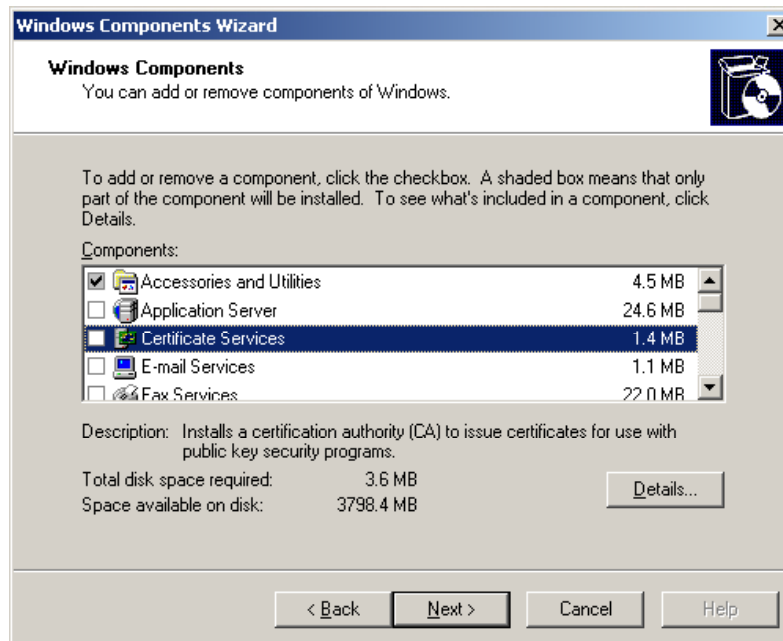 Windows Components Wizard
Windows Components
You can add or remove components of Windows.
To add or remove a component, click the checkbox. A shaded box means that only
part of the component will be installed. To see what's included in a component, click
Details.
Components:
Accessories and Utilities 4.5 MB
Application Server 24.6 MB
Certificate Services 1.4 MB
E-mail Services 1.1 MB
Fax Services 22.0 MB
Description: Installs a certification authority (CA) to issue certificates for use with
public key security programs.
Total disk space required: 3.6 MB
Space available on disk: 3798.4 MB
Details...
< Back Next > Cancel Help